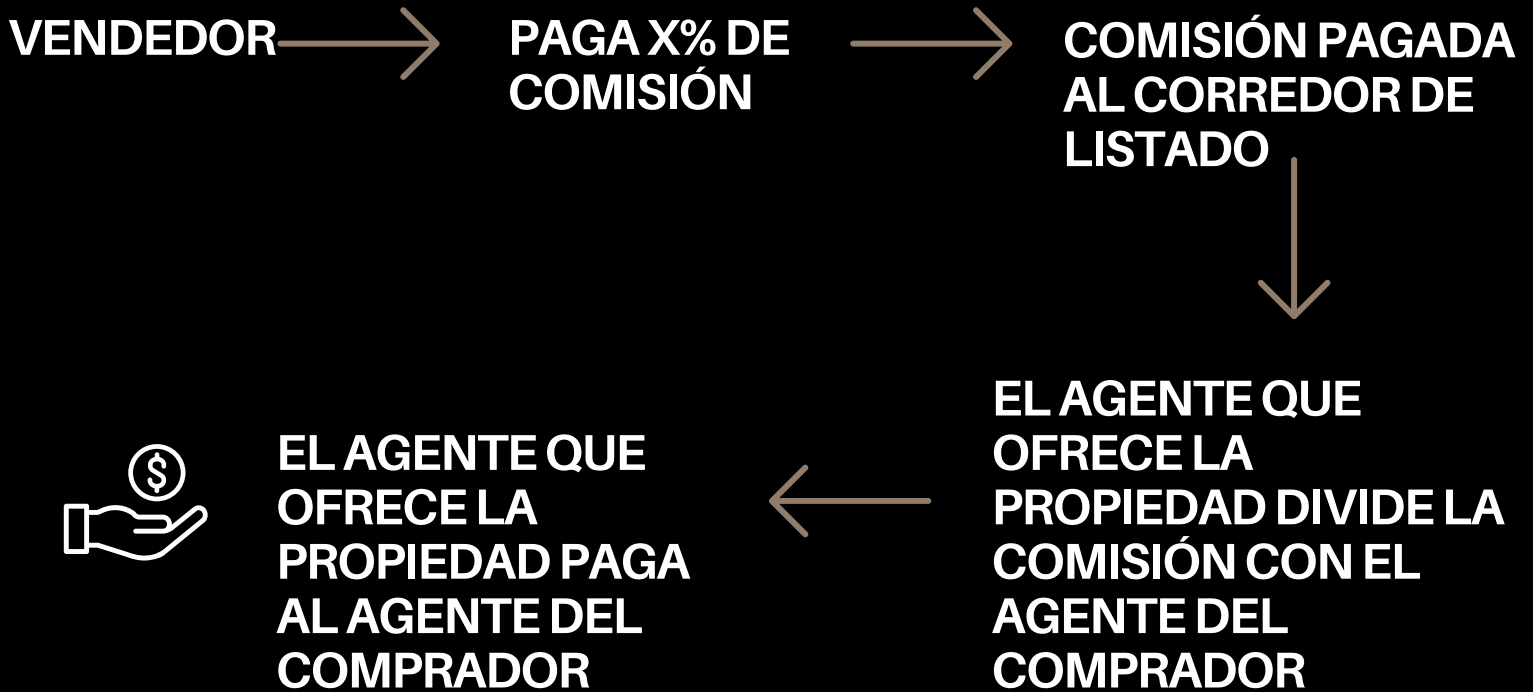 VENDEDOR
PAGA X% DE
COMISIÓN
COMISIÓN PAGADA
AL CORREDOR DE
LISTADO
EL AGENTE QUE
OFRECE LA
PROPIEDAD DIVIDE LA
COMISIÓN CON EL
AGENTE DEL
COMPRADOR
EL AGENTE QUE
OFRECE LA
PROPIEDAD PAGA
AL AGENTE DEL
COMPRADOR
$